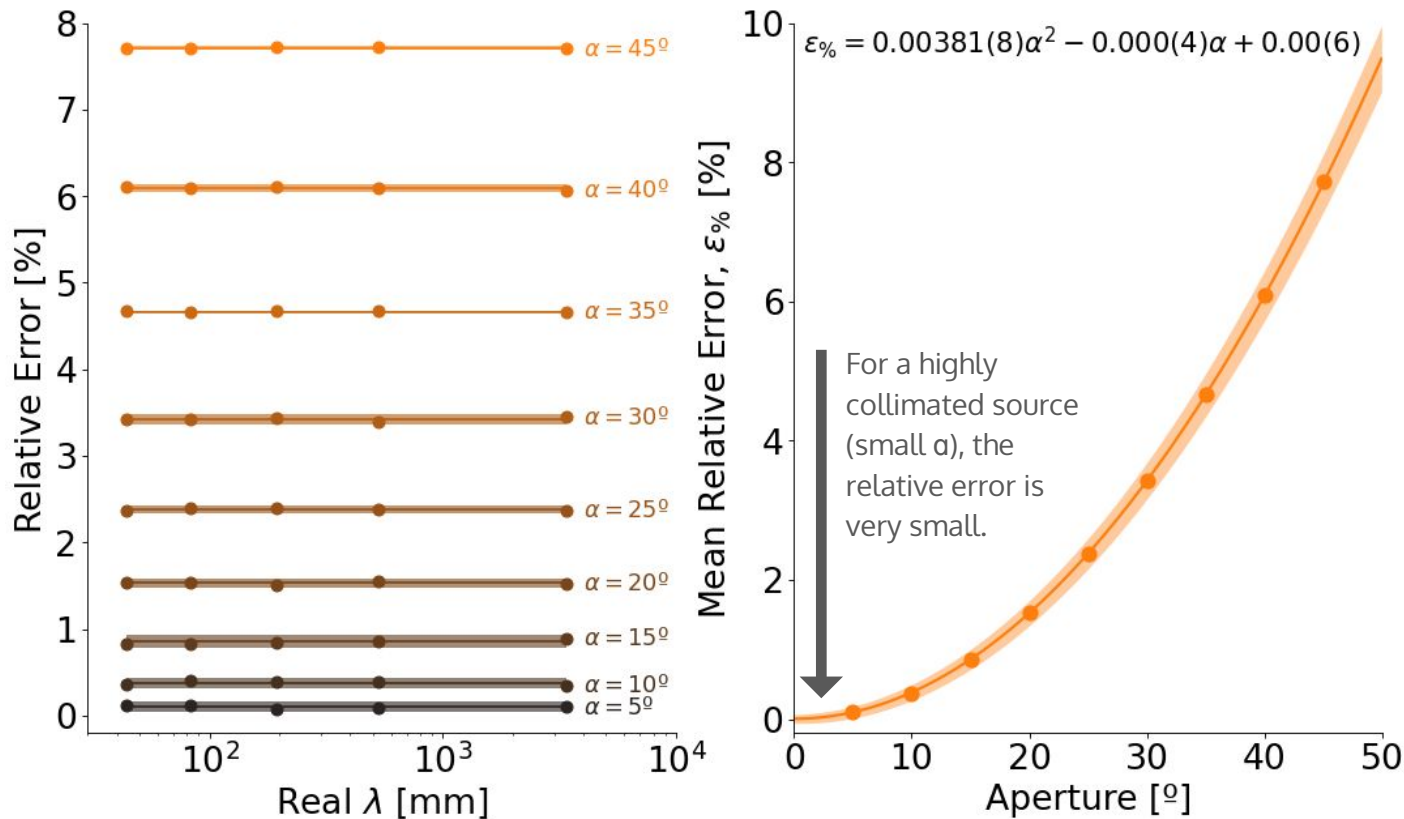 8
7
6
5
4
3
2
1
0
Relative Error [%]
10²
10³
10⁴
Real λ [mm]
α = 45º
α = 40º
α = 35º
α = 30º
α = 25º
α = 20º
α = 15º
α = 10º
α = 5º
10
8
6
4
2
0
Mean Relative Error, ε% [%]
ε% = 0.00381(8)α² − 0.000(4)α + 0.00(6)
For a highly
collimated source
(small α), the
relative error is
very small.
0 10 20 30 40 50
Aperture [º]